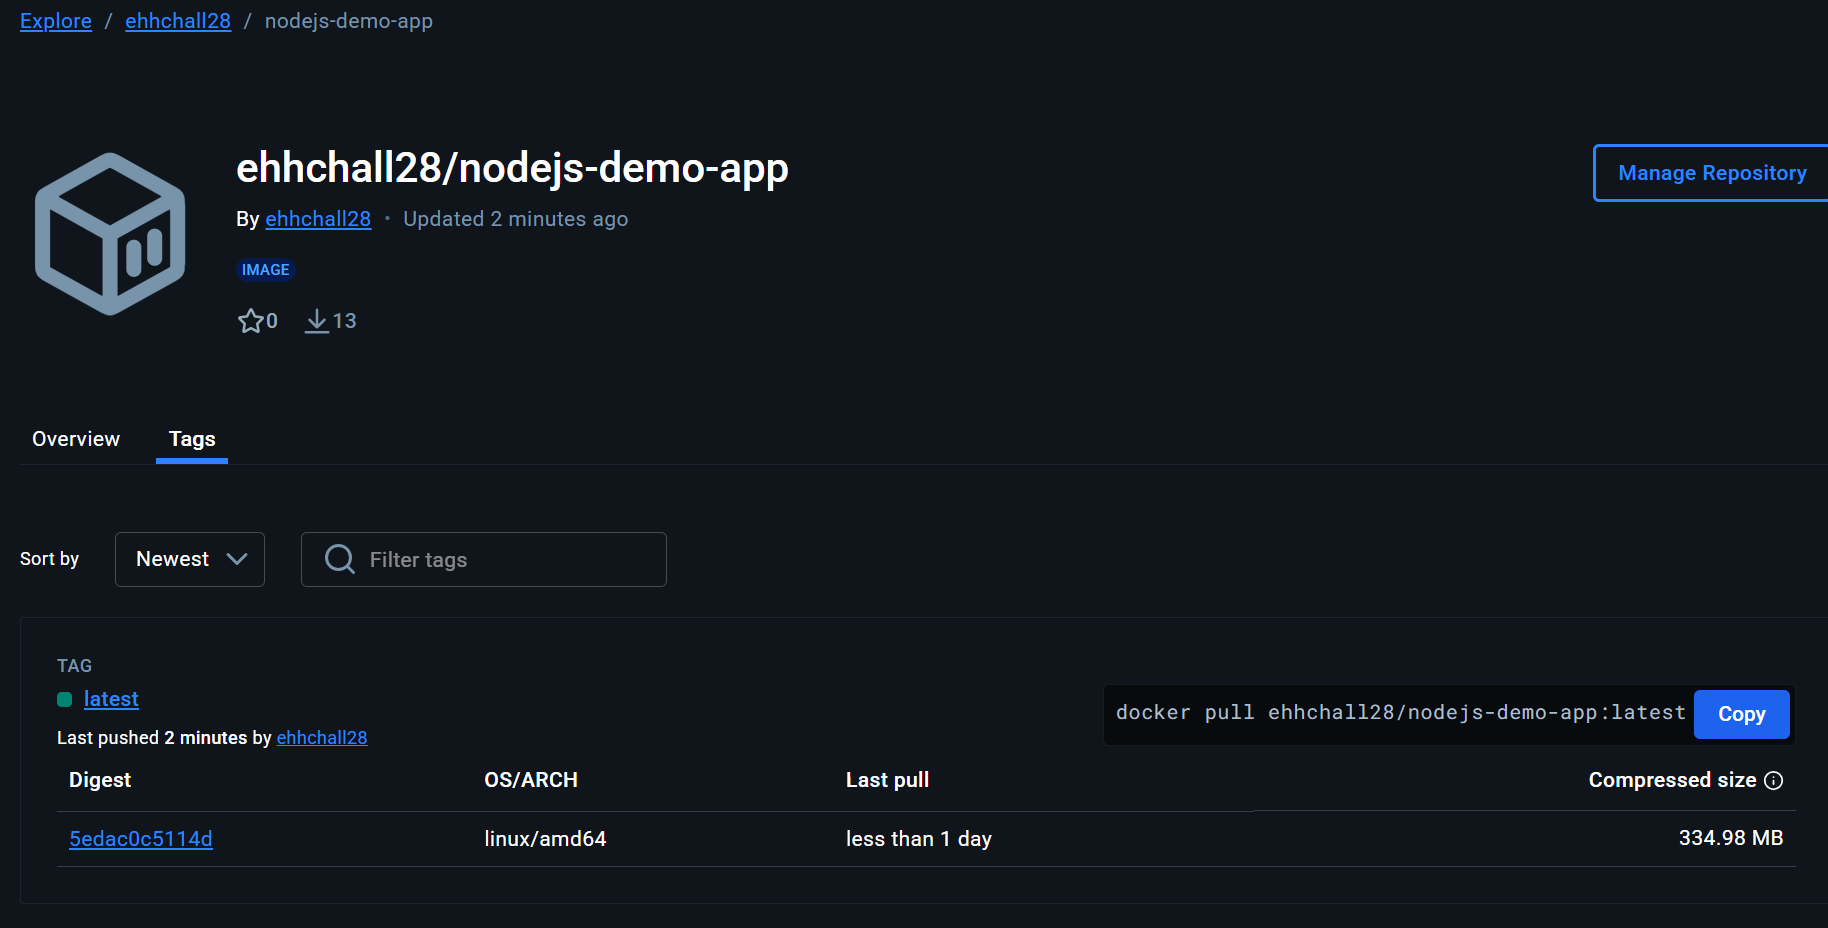 Explore / ehhchall28 / nodejs-demo-app
ehhchall28/nodejs-demo-app
Manage Repository
By ehhchall28 • Updated 2 minutes ago
IMAGE
0 13
Overview Tags
Sort by Newest Filter tags
TAG
latest
docker pull ehhchall28/nodejs-demo-app:latest Copy
Last pushed 2 minutes by ehhchall28
Digest OS/ARCH Last pull Compressed size
5edac0c5114d linux/amd64 less than 1 day 334.98 MB